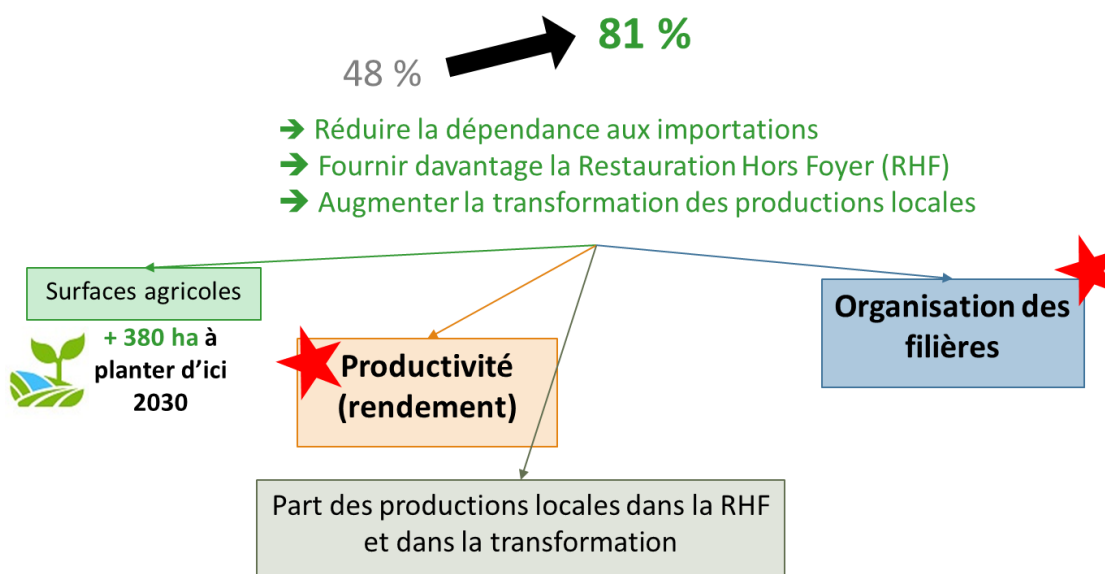 81 %
48 %
➔ Réduire la dépendance aux importations
➔ Fournir davantage la Restauration Hors Foyer (RHF)
➔ Augmenter la transformation des productions locales
Surfaces agricoles
+ 380 ha à
planter d’ici
2030
Productivité
(rendement)
Organisation des
filières
Part des productions locales dans la RHF
et dans la transformation